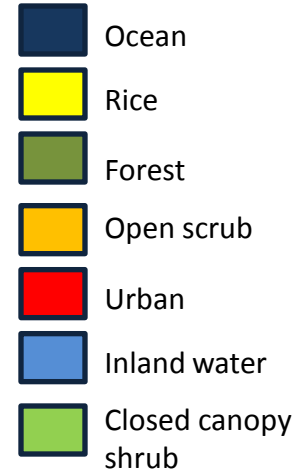 Ocean
Rice
Forest
Open scrub
Urban
Inland water
Closed canopy
shrub